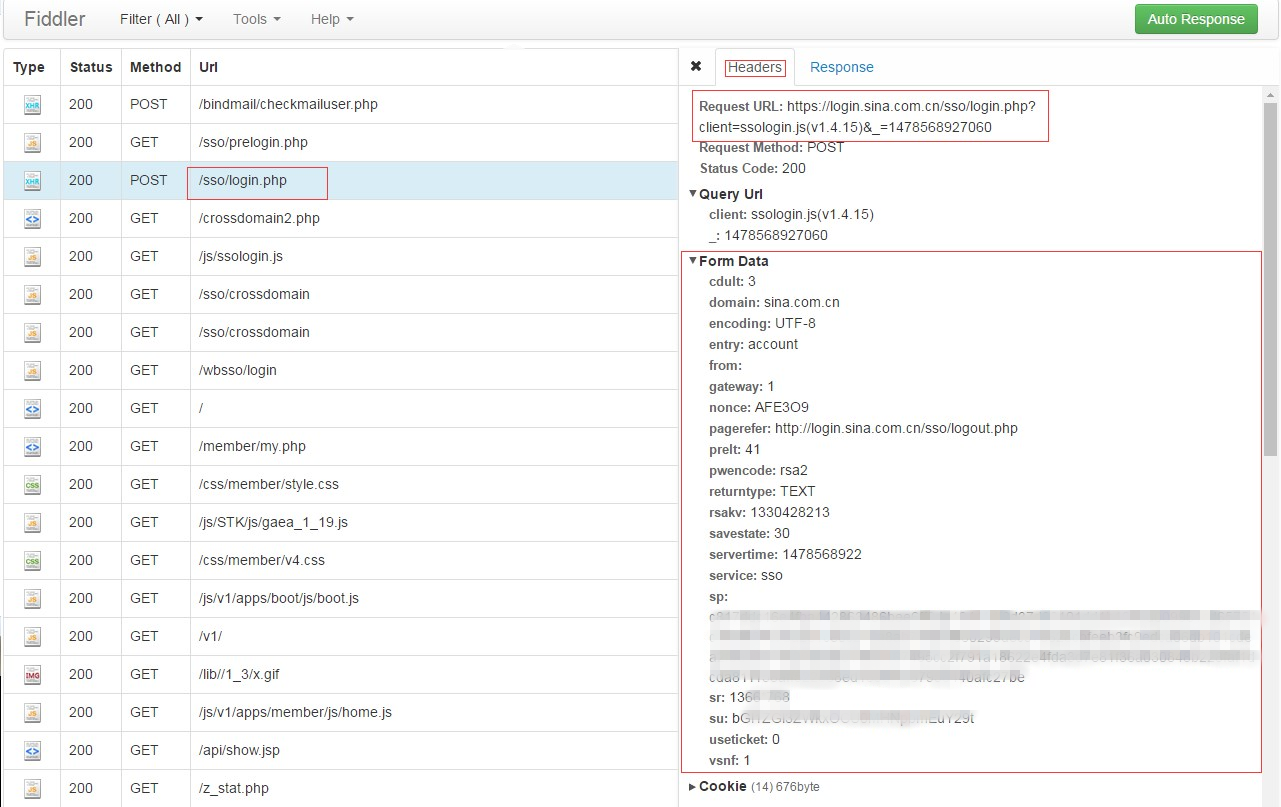 Fiddler Filter ( All ) Tools Help Auto Response
Type Status Method Url
XHR 200 POST /bindmail/checkmailuser.php
JS 200 GET /sso/prelogin.php
XHR 200 POST /sso/login.php
<> 200 GET /crossdomain2.php
JS 200 GET /js/ssologin.js
JS 200 GET /sso/crossdomain
JS 200 GET /sso/crossdomain
JS 200 GET /wbsso/login
<> 200 GET /
<> 200 GET /member/my.php
CSS 200 GET /css/member/style.css
JS 200 GET /js/STK/js/gaea_1_19.js
CSS 200 GET /css/member/v4.css
JS 200 GET /js/v1/apps/boot/js/boot.js
JS 200 GET /v1/
IMG 200 GET /lib//1_3/x.gif
JS 200 GET /js/v1/apps/member/js/home.js
<> 200 GET /api/show.jsp
JS 200 GET /z_stat.php
✖ Headers Response
Request URL: https://login.sina.com.cn/sso/login.php?
client=ssologin.js(v1.4.15)&_=1478568927060
Request Method: POST
Status Code: 200
Query Url
client: ssologin.js(v1.4.15)
_: 1478568927060
Form Data
cdult: 3
domain: sina.com.cn
encoding: UTF-8
entry: account
from:
gateway: 1
nonce: AFE3O9
pagerefer: http://login.sina.com.cn/sso/logout.php
prelt: 41
pwencode: rsa2
returntype: TEXT
rsakv: 1330428213
savestate: 30
servertime: 1478568922
service: sso
sp:
sr:
su:
useticket: 0
vsnf: 1
Cookie (14) 676byte